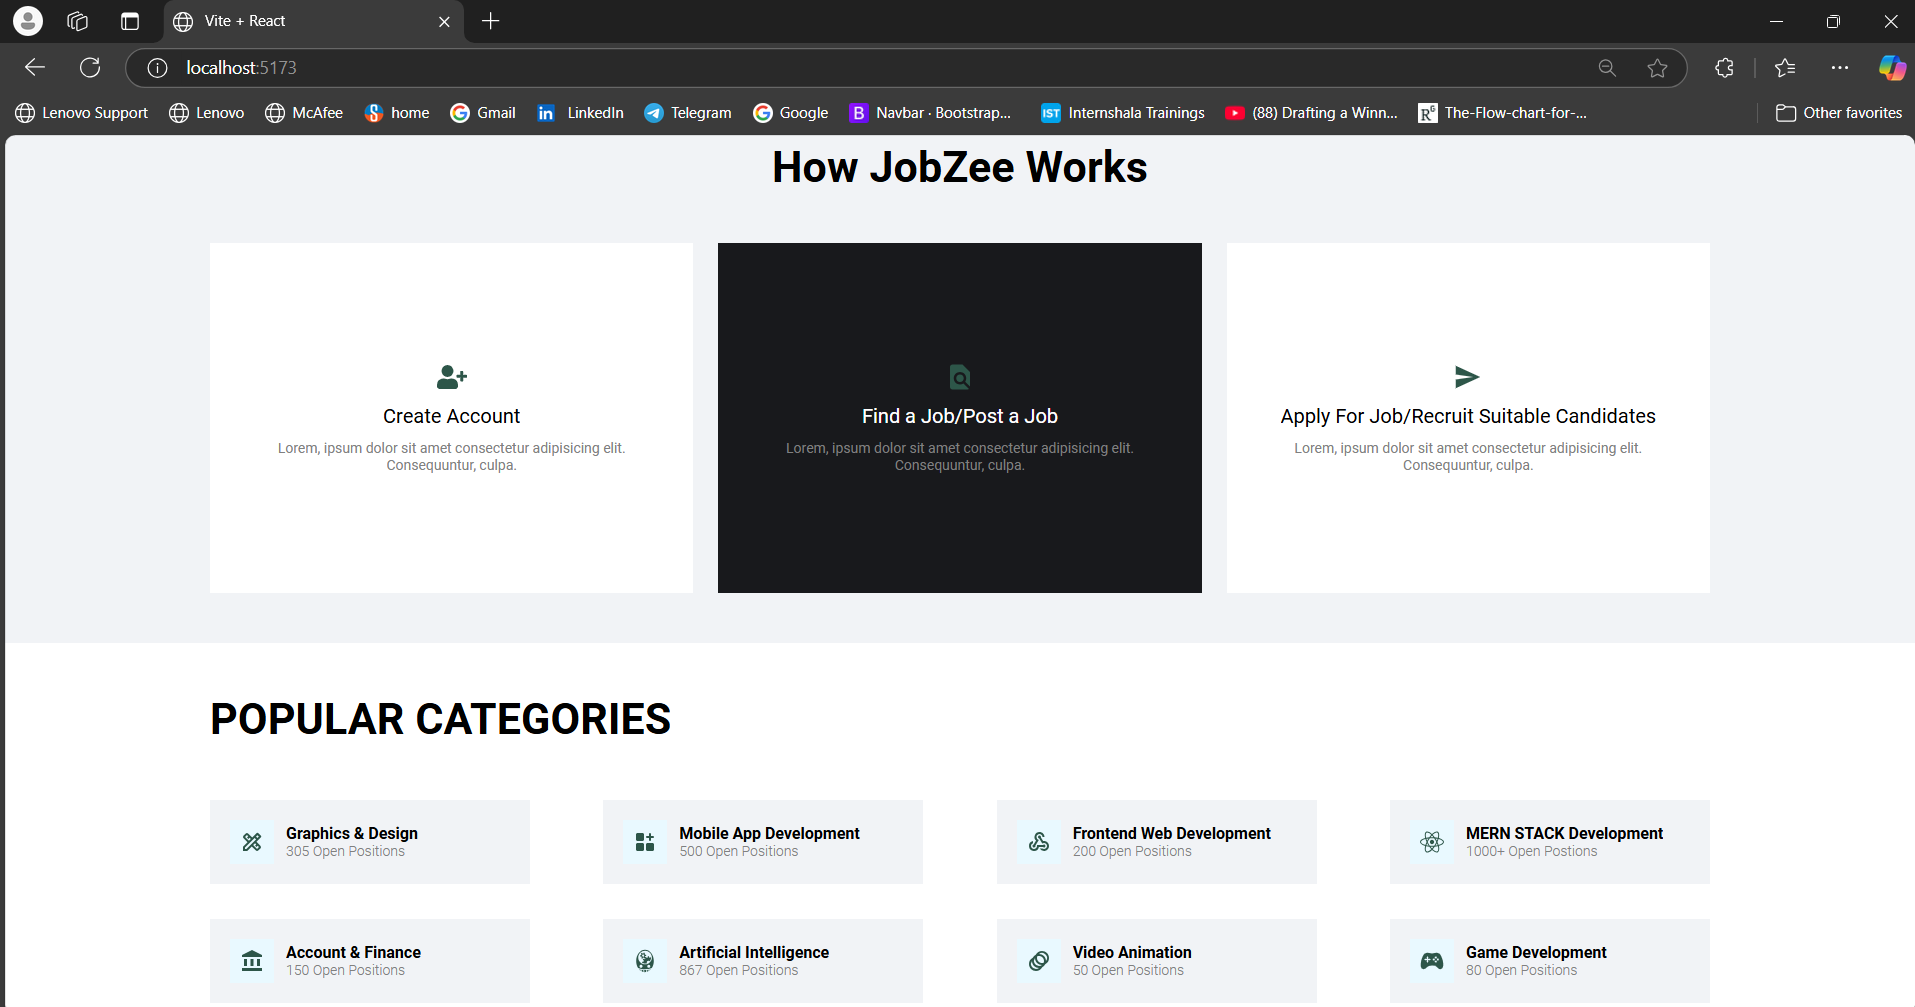 Vite + React
localhost:5173
Lenovo Support
Lenovo
McAfee
home
Gmail
LinkedIn
Telegram
Google
Navbar · Bootstrap...
Internshala Trainings
(88) Drafting a Winn...
The-Flow-chart-for-...
Other favorites
How JobZee Works
Create Account
Lorem, ipsum dolor sit amet consectetur adipisicing elit.
Consequuntur, culpa.
Find a Job/Post a Job
Lorem, ipsum dolor sit amet consectetur adipisicing elit.
Consequuntur, culpa.
Apply For Job/Recruit Suitable Candidates
Lorem, ipsum dolor sit amet consectetur adipisicing elit.
Consequuntur, culpa.
POPULAR CATEGORIES
Graphics & Design
305 Open Positions
Mobile App Development
500 Open Positions
Frontend Web Development
200 Open Positions
MERN STACK Development
1000+ Open Postions
Account & Finance
150 Open Positions
Artificial Intelligence
867 Open Positions
Video Animation
50 Open Positions
Game Development
80 Open Positions